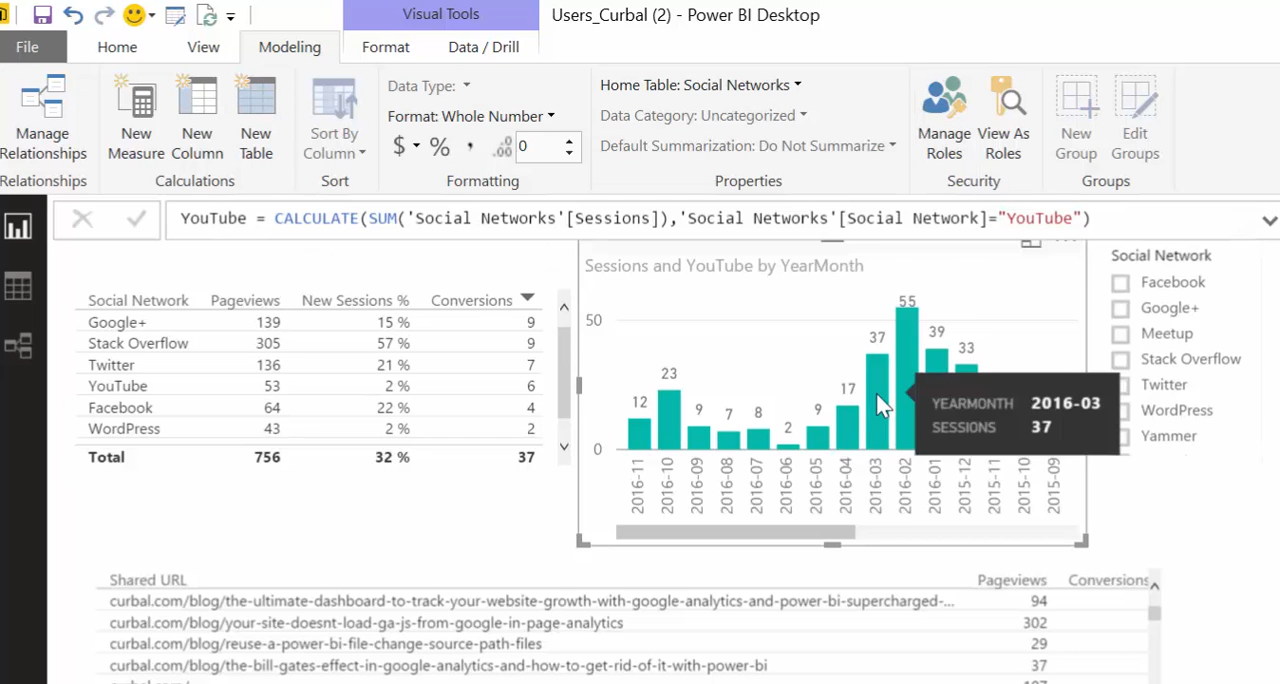 Visual Tools
Users_Curbal (2) - Power BI Desktop
File
Home
View
Modeling
Format
Data / Drill
Manage Relationships
New Measure
New Column
New Table
Sort By Column
Data Type:
Format: Whole Number
$ % , .00 0
Home Table: Social Networks
Data Category: Uncategorized
Default Summarization: Do Not Summarize
Manage Roles
View As Roles
New Group
Edit Groups
Relationships
Calculations
Sort
Formatting
Properties
Security
Groups
YouTube = CALCULATE(SUM('Social Networks'[Sessions]),'Social Networks'[Social Network]="YouTube")
Social Network Pageviews New Sessions % Conversions
Google+ 139 15 % 9
Stack Overflow 305 57 % 9
Twitter 136 21 % 7
YouTube 53 2 % 6
Facebook 64 22 % 4
WordPress 43 2 % 2
Total 756 32 % 37
Sessions and YouTube by YearMonth
50
0
12 23 9 7 8 2 9 17 37 55 39 33
2016-11 2016-10 2016-09 2016-08 2016-07 2016-06 2016-05 2016-04 2016-03 2016-02 2016-01 2015-12 2015-11 2015-10 2015-09
YEARMONTH 2016-03
SESSIONS 37
Social Network
Facebook
Google+
Meetup
Stack Overflow
Twitter
WordPress
Yammer
Shared URL Pageviews Conversions
curbal.com/blog/the-ultimate-dashboard-to-track-your-website-growth-with-google-analytics-and-power-bi-supercharged-... 94
curbal.com/blog/your-site-doesnt-load-ga-js-from-google-in-page-analytics 302
curbal.com/blog/reuse-a-power-bi-file-change-source-path-files 29
curbal.com/blog/the-bill-gates-effect-in-google-analytics-and-how-to-get-rid-of-it-with-power-bi 37